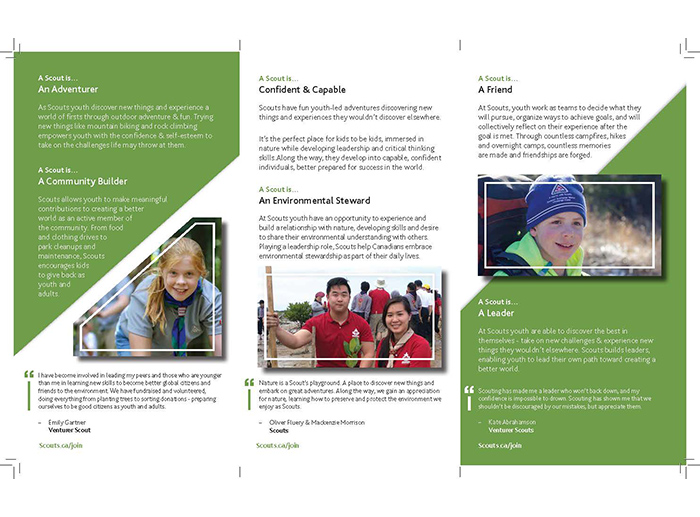 A Scout is...
An Adventurer
As Scouts youth discover new things and experience a
world of firsts through outdoor adventure & fun. Trying
new things like mountain biking and rock climbing
empowers youth with the confidence & self-esteem to
take on the challenges life may throw at them.
A Scout is...
A Community Builder
Scouts allows youth to make meaningful
contributions to creating a better
world as an active member of
the community. From food
and clothing drives to
park cleanups and
maintenance, Scouts
encourages kids
to give back as
youth and
adults.
“
I have become involved in leading my peers and those who are younger
than me in learning new skills to become better global citizens and
friends to the environment. We have fundraised and volunteered,
doing everything from planting trees to sorting donations - preparing
ourselves to be good citizens as youth and adults.
– Emily Gartner
Venturer Scout
Scouts.ca/join
A Scout is...
Confident & Capable
Scouts have fun youth-led adventures discovering new
things and experiences they wouldn't discover elsewhere.
It's the perfect place for kids to be kids, immersed in
nature while developing leadership and critical thinking
skills. Along the way, they develop into capable, confident
individuals, better prepared for success in the world.
A Scout is...
An Environmental Steward
At Scouts youth have an opportunity to experience and
build a relationship with nature, developing skills and desire
to share their environmental understanding with others.
Playing a leadership role, Scouts help Canadians embrace
environmental stewardship as part of their daily lives.
“
Nature is a Scout's playground. A place to discover new things and
embark on great adventures. Along the way, we gain an appreciation
for nature, learning how to preserve and protect the environment we
enjoy as Scouts.
– Oliver Fluery & Mackenzie Morrison
Scouts
Scouts.ca/join
A Scout is...
A Friend
At Scouts, youth work as teams to decide what they
will pursue, organize ways to achieve goals, and will
collectively reflect on their experience after the
goal is met. Through countless campfires, hikes
and overnight camps, countless memories
are made and friendships are forged.
A Scout is...
A Leader
At Scouts youth are able to discover the best in
themselves - take on new challenges & experience new
things they wouldn't elsewhere. Scouts builds leaders,
enabling youth to lead their own path toward creating a
better world.
“
Scouting has made me a leader who won't back down, and my
confidence is impossible to drown. Scouting has shown me that we
shouldn't be discouraged by our mistakes, but appreciate them.
– Kate Abrahamson
Venturer Scouts
Scouts.ca/join